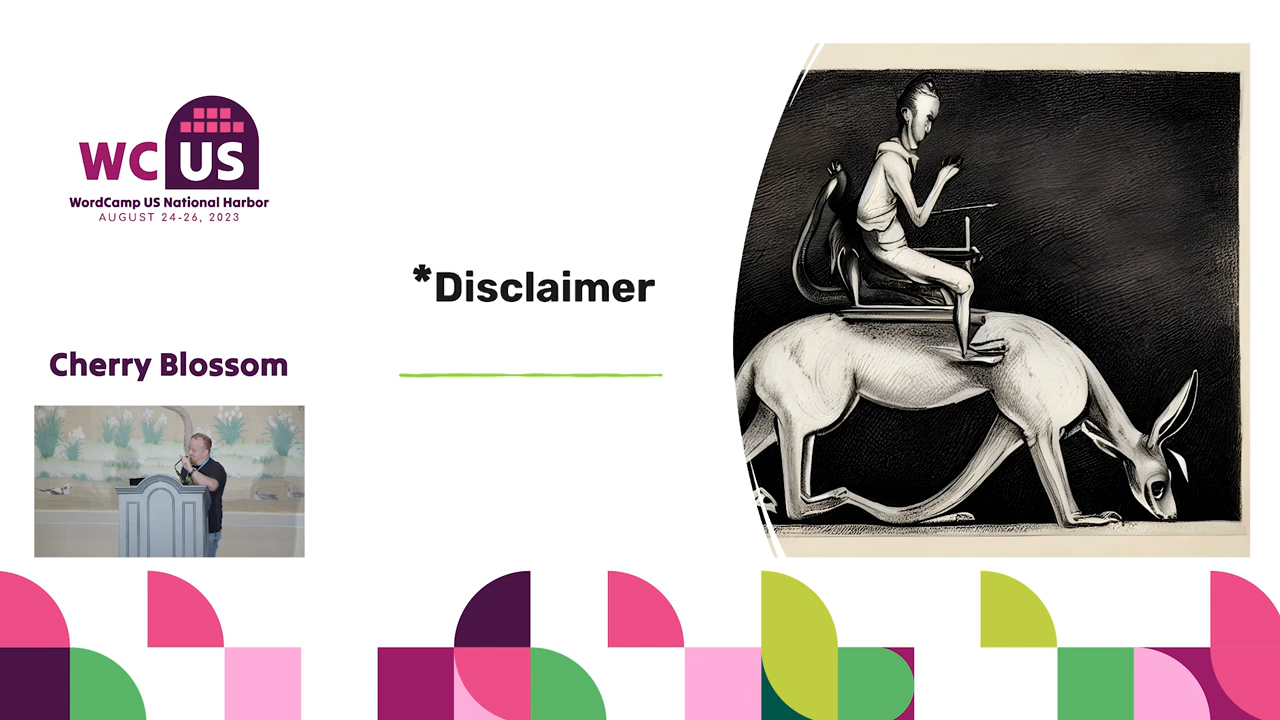 WC US
WordCamp US National Harbor
AUGUST 24-26, 2023
*Disclaimer
Cherry Blossom